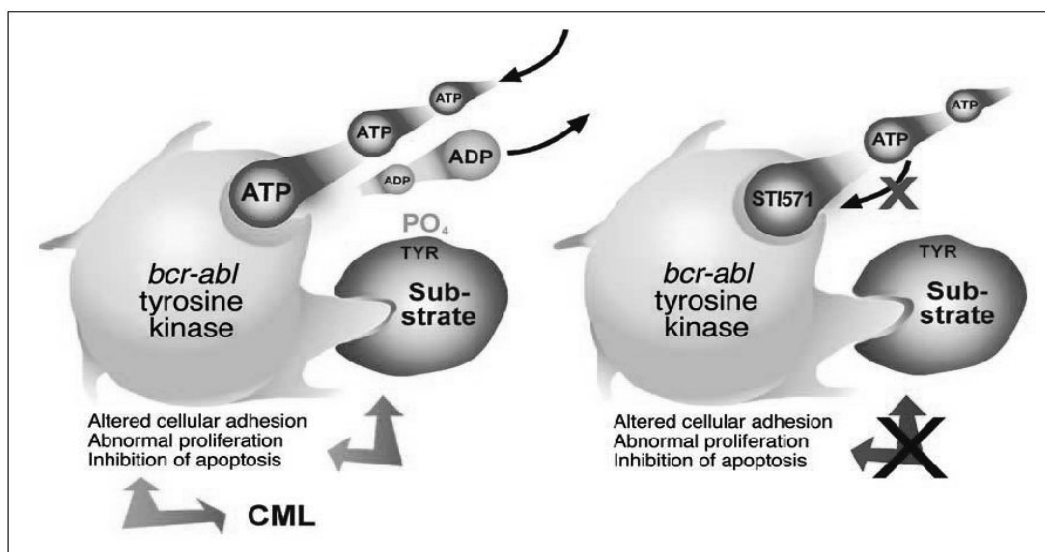 ATP
ATP
ATP
ADP
ADP
PO₄
TYR
Sub-
strate
bcr-abl
tyrosine
kinase
Altered cellular adhesion
Abnormal proliferation
Inhibition of apoptosis
CML
ATP
ATP
STI571
X
TYR
Sub-
strate
bcr-abl
tyrosine
kinase
Altered cellular adhesion
Abnormal proliferation
Inhibition of apoptosis
X